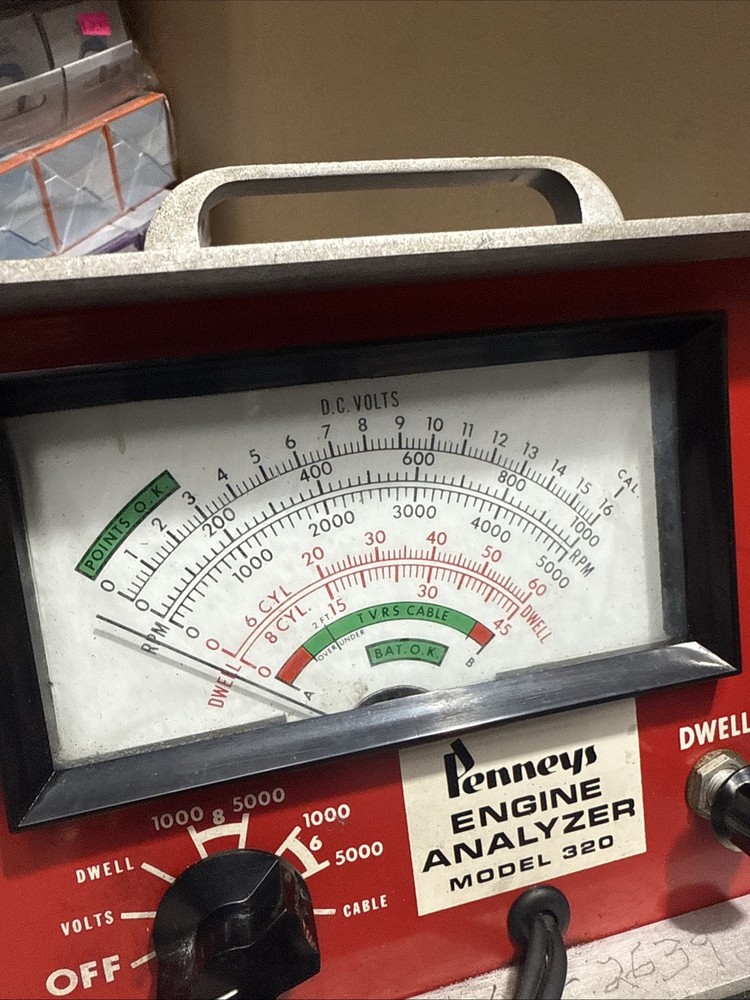 D.C. VOLTS
0 1 2 3 4 5 6 7 8 9 10 11 12 13 14 15 16
CAL.
POINTS O.K.
0 200 400 600 800 1000
RPM
0 1000 2000 3000 4000 5000
RPM
6 CYL
0 20 30 40 50 60
DWELL
8 CYL.
0 15 30 45
DWELL
2 FT.
OVER UNDER
TVRS CABLE
A B
BAT. O.K.
Penneys
ENGINE
ANALYZER
MODEL 320
DWELL
1000 8 5000
1000
6
5000
DWELL
VOLTS
OFF
CABLE
2639